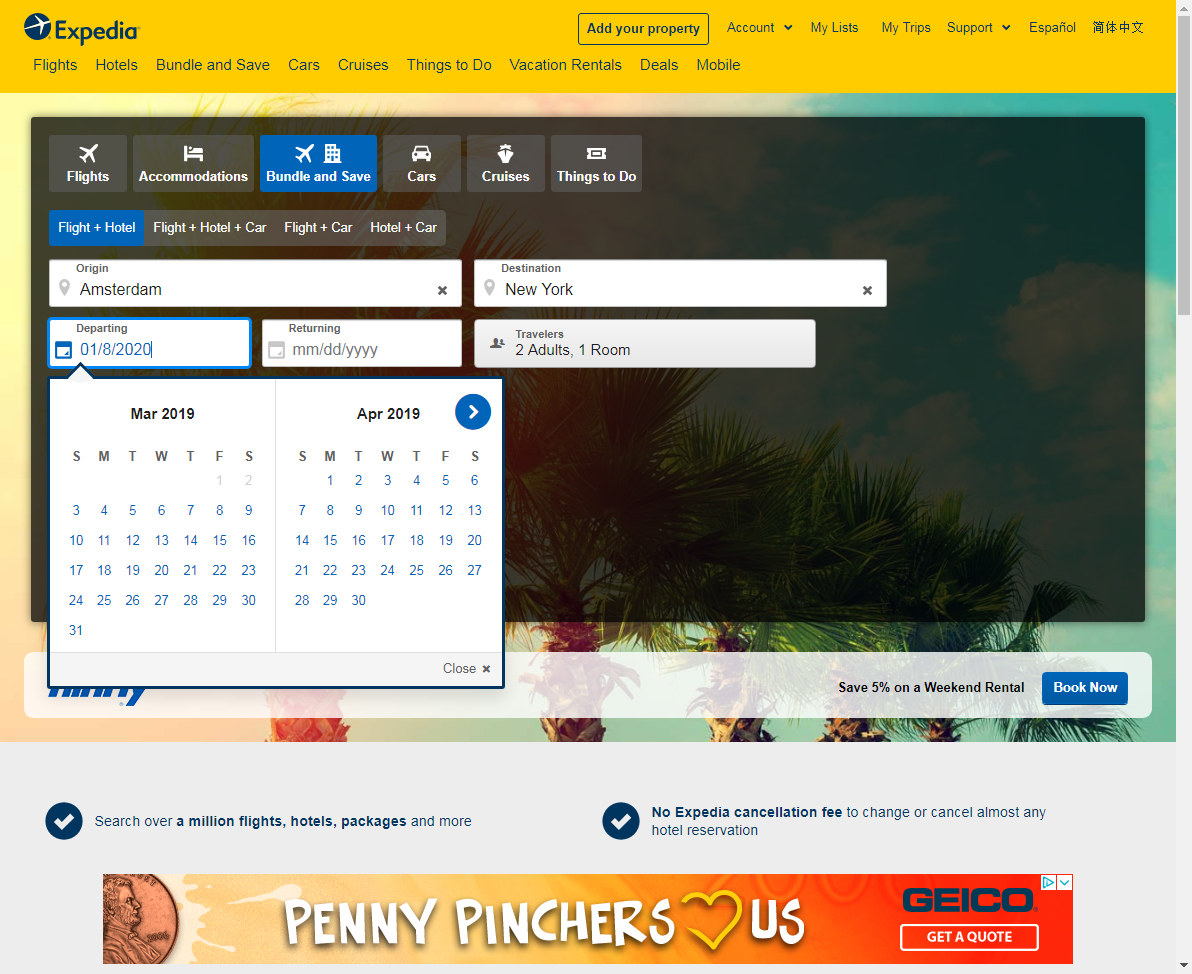 Expedia
Add your property
Account
My Lists
My Trips
Support
Español
简体中文
Flights
Hotels
Bundle and Save
Cars
Cruises
Things to Do
Vacation Rentals
Deals
Mobile
Flights
Accommodations
Bundle and Save
Cars
Cruises
Things to Do
Flight + Hotel
Flight + Hotel + Car
Flight + Car
Hotel + Car
Origin
Amsterdam
Destination
New York
Departing
01/8/2020
Returning
mm/dd/yyyy
Travelers
2 Adults, 1 Room
Mar 2019
S M T W T F S
1 2
3 4 5 6 7 8 9
10 11 12 13 14 15 16
17 18 19 20 21 22 23
24 25 26 27 28 29 30
31
Apr 2019
S M T W T F S
1 2 3 4 5 6
7 8 9 10 11 12 13
14 15 16 17 18 19 20
21 22 23 24 25 26 27
28 29 30
Close
Save 5% on a Weekend Rental
Book Now
Search over a million flights, hotels, packages and more
No Expedia cancellation fee to change or cancel almost any
hotel reservation
PENNY PINCHERS US
GEICO
GET A QUOTE